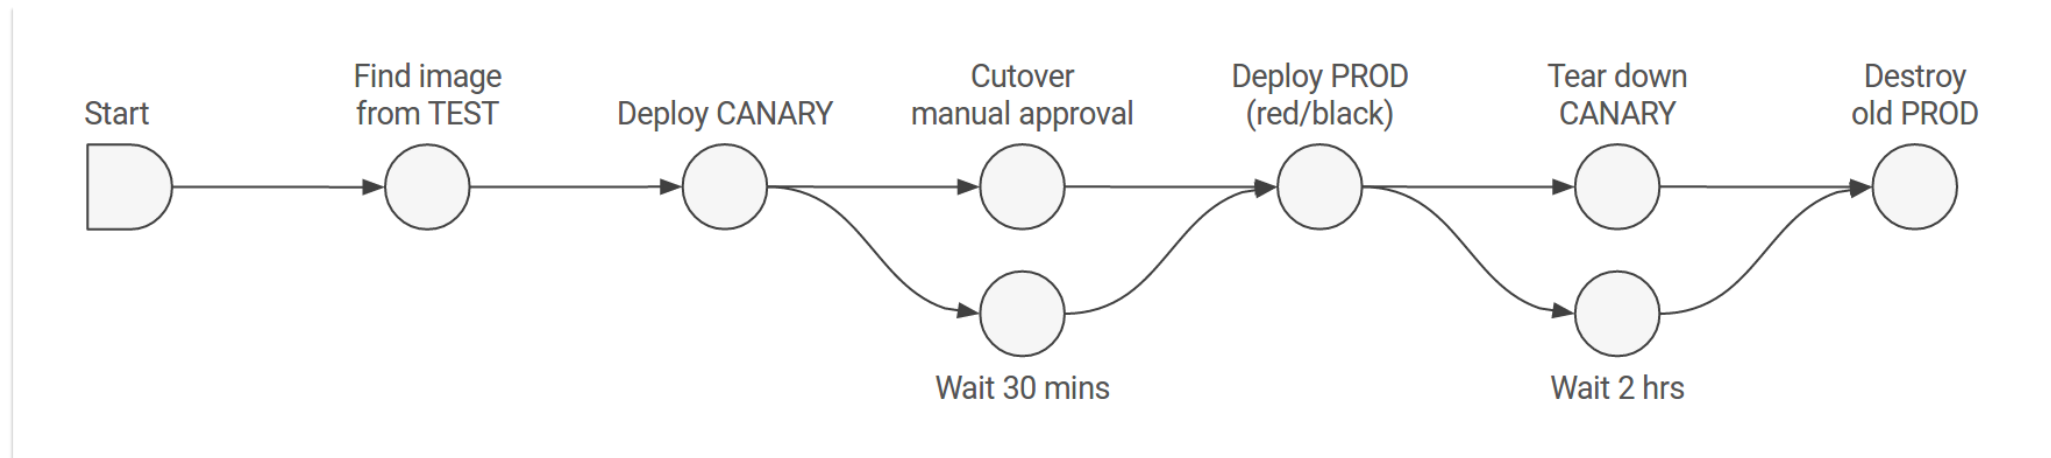 Start
Find image
from TEST
Deploy CANARY
Cutover
manual approval
Deploy PROD
(red/black)
Tear down
CANARY
Destroy
old PROD
Wait 30 mins
Wait 2 hrs